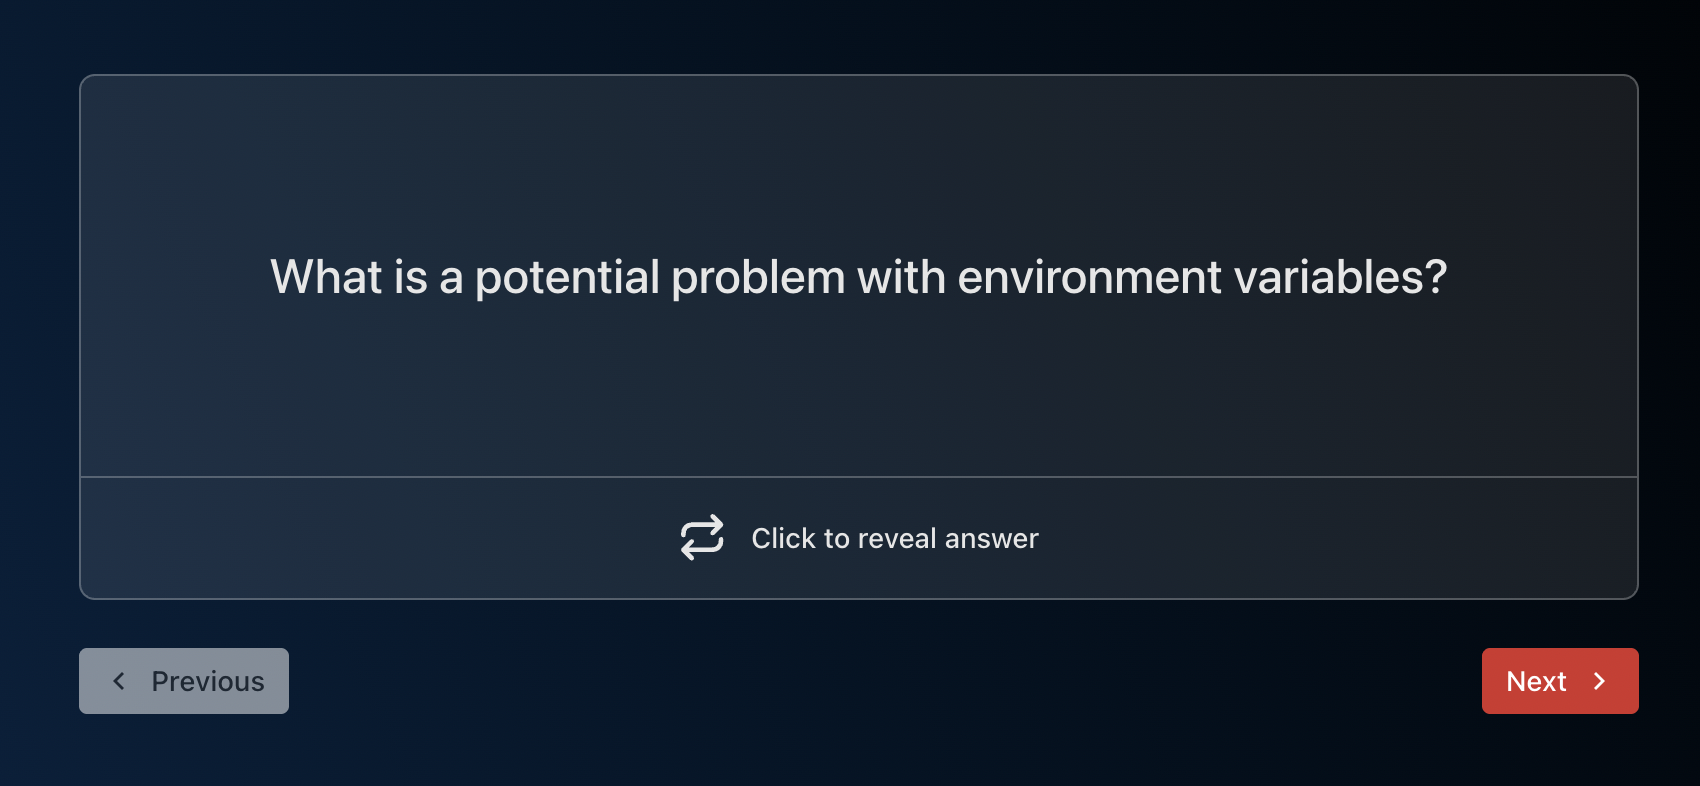 What is a potential problem with environment variables?
Click to reveal answer
Previous
Next